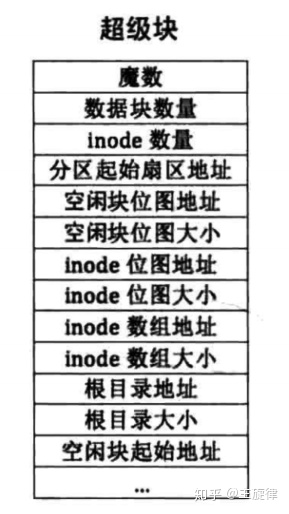 超级块
魔数
数据块数量
inode 数量
分区起始扇区地址
空闲块位图地址
空闲块位图大小
inode 位图地址
inode 位图大小
inode 数组地址
inode 数组大小
根目录地址
根目录大小
空闲块起始地址
...
知乎 @主旋律